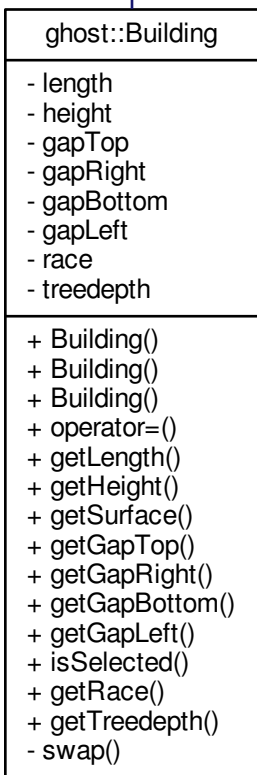 ghost::Building
- length
- height
- gapTop
- gapRight
- gapBottom
- gapLeft
- race
- treedepth
+ Building()
+ Building()
+ Building()
+ operator=()
+ getLength()
+ getHeight()
+ getSurface()
+ getGapTop()
+ getGapRight()
+ getGapBottom()
+ getGapLeft()
+ isSelected()
+ getRace()
+ getTreedepth()
- swap()